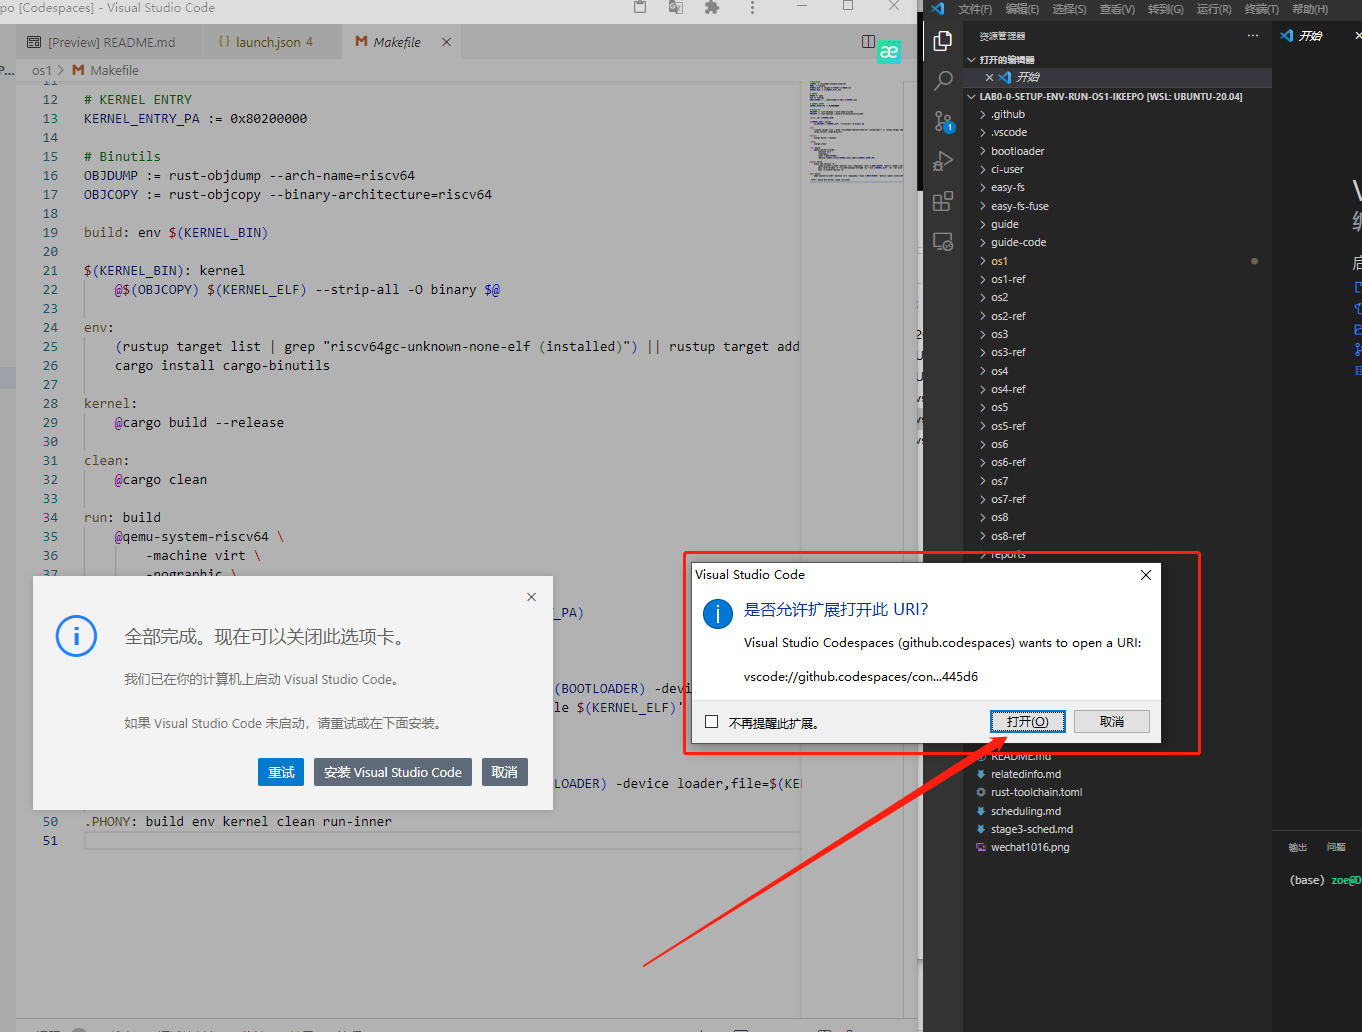 po [Codespaces] - Visual Studio Code
[Preview] README.md
{} launch.json 4
M Makefile
æ
P...
os1 > M Makefile
11
12 # KERNEL ENTRY
13 KERNEL_ENTRY_PA := 0x80200000
14
15 # Binutils
16 OBJDUMP := rust-objdump --arch-name=riscv64
17 OBJCOPY := rust-objcopy --binary-architecture=riscv64
18
19 build: env $(KERNEL_BIN)
20
21 $(KERNEL_BIN): kernel
22 @$(OBJCOPY) $(KERNEL_ELF) --strip-all -O binary $@
23
24 env:
25 (rustup target list | grep "riscv64gc-unknown-none-elf (installed)") || rustup target add
26 cargo install cargo-binutils
27
28 kernel:
29 @cargo build --release
30
31 clean:
32 @cargo clean
33
34 run: build
35 @qemu-system-riscv64 \
36 -machine virt \
37 -nographic \
_PA)
(BOOTLOADER) -devi
le $(KERNEL_ELF)'
LOADER) -device loader,file=$(KE
50 .PHONY: build env kernel clean run-inner
51
全部完成。现在可以关闭此选项卡。
我们已在你的计算机上启动 Visual Studio Code。
如果 Visual Studio Code 未启动，请重试或在下面安装。
重试
安装 Visual Studio Code
取消
文件(F) 编辑(E) 选择(S) 查看(V) 转到(G) 运行(R) 终端(T) 帮助(H)
资源管理器
开始
打开的编辑器
开始
LAB0-0-SETUP-ENV-RUN-OS1-IKEEPO [WSL: UBUNTU-20.04]
1
.github
.vscode
bootloader
ci-user
easy-fs
easy-fs-fuse
guide
guide-code
os1
os1-ref
os2
os2-ref
os3
os3-ref
os4
os4-ref
os5
os5-ref
os6
os6-ref
os7
os7-ref
os8
os8-ref
reports
README.md
relatedinfo.md
rust-toolchain.toml
scheduling.md
stage3-sched.md
wechat1016.png
Visual Studio Code
是否允许扩展打开此 URI?
Visual Studio Codespaces (github.codespaces) wants to open a URI:
vscode://github.codespaces/con...445d6
不再提醒此扩展。
打开(O)
取消
输出 问题
(base) zoe@D